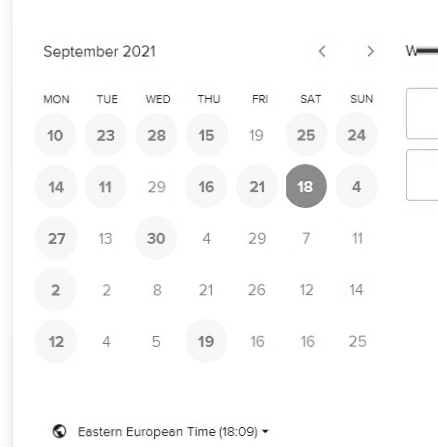 September 2021
MON TUE WED THU FRI SAT SUN
10 23 28 15 19 25 24
14 11 29 16 21 18 4
27 13 30 4 29 7 11
2 2 8 21 26 12 14
12 4 5 19 16 16 25
Eastern European Time (18:09)